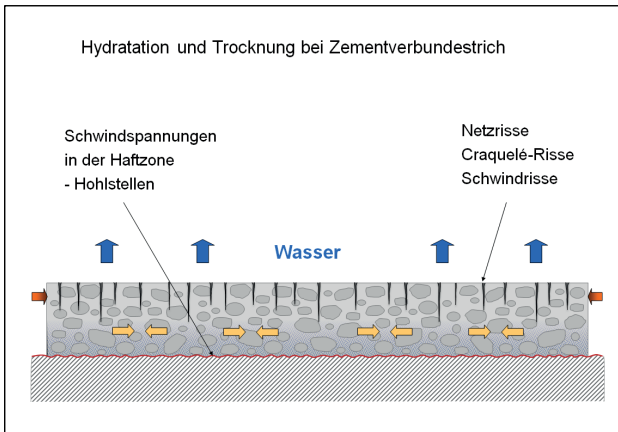 Hydratation und Trocknung bei Zementverbundestrich
Schwindspannungen
in der Haftzone
- Hohlstellen
Netzrisse
Craquelé-Risse
Schwindrisse
Wasser